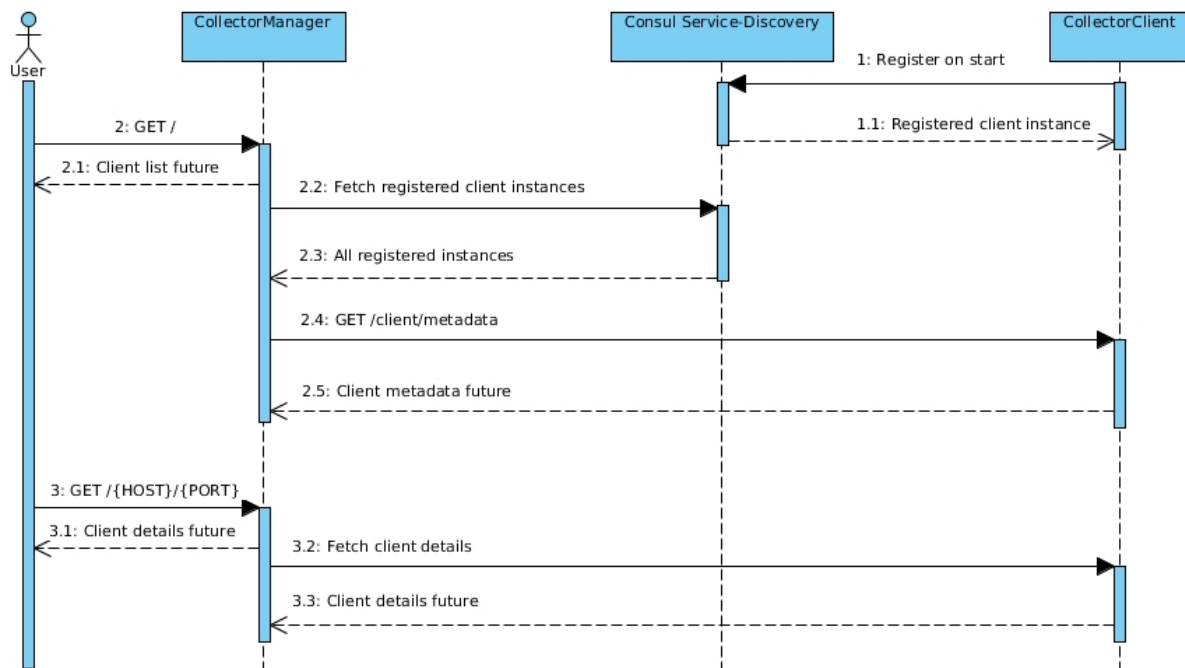 CollectorManager
Consul Service-Discovery
CollectorClient
User
1: Register on start
2: GET /
1.1: Registered client instance
2.1: Client list future
2.2: Fetch registered client instances
2.3: All registered instances
2.4: GET /client/metadata
2.5: Client metadata future
3: GET /{HOST}/{PORT}
3.1: Client details future
3.2: Fetch client details
3.3: Client details future